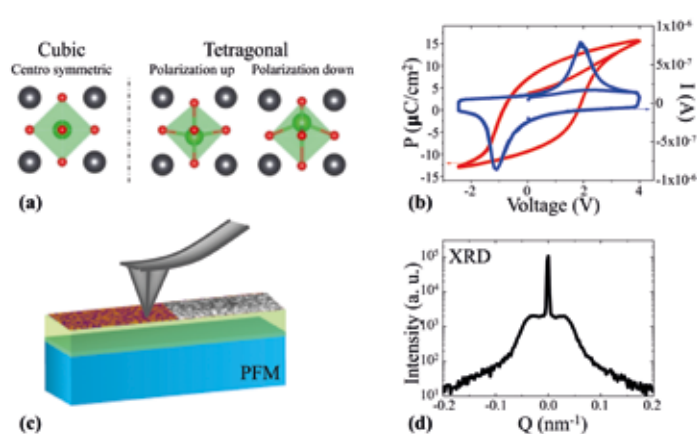 Cubic
Centro symmetric
Tetragonal
Polarization up Polarization down
(a)
P (μC/cm²)
15
10
5
0
-5
-10
-15
-2 0 2 4
Voltage (V)
1x10⁻⁶
5x10⁻⁷
0
-5x10⁻⁷
-1x10⁻⁶
I (A)
(b)
PFM
(c)
XRD
Intensity (a. u.)
10⁵
10⁴
10³
10²
10¹
-0.2 -0.1 0.0 0.1 0.2
Q (nm⁻¹)
(d)